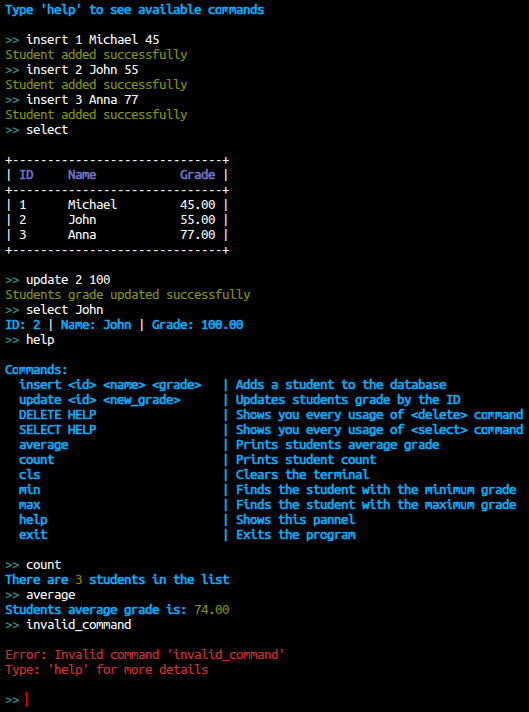 Type 'help' to see available commands
>> insert 1 Michael 45
Student added successfully
>> insert 2 John 55
Student added successfully
>> insert 3 Anna 77
Student added successfully
>> select
+------------------------------+
| ID     Name            Grade |
+------------------------------+
| 1      Michael         45.00 |
| 2      John            55.00 |
| 3      Anna            77.00 |
+------------------------------+
>> update 2 100
Students grade updated successfully
>> select John
ID: 2 | Name: John | Grade: 100.00
>> help
Commands:
  insert <id> <name> <grade>   | Adds a student to the database
  update <id> <new_grade>      | Updates students grade by the ID
  DELETE HELP                  | Shows you every usage of <delete> command
  SELECT HELP                  | Shows you every usage of <select> command
  average                      | Prints students average grade
  count                        | Prints student count
  cls                          | Clears the terminal
  min                          | Finds the student with the minimum grade
  max                          | Finds the student with the maximum grade
  help                         | Shows this pannel
  exit                         | Exits the program
>> count
There are 3 students in the list
>> average
Students average grade is: 74.00
>> invalid_command
Error: Invalid command 'invalid_command'
Type: 'help' for more details
>>